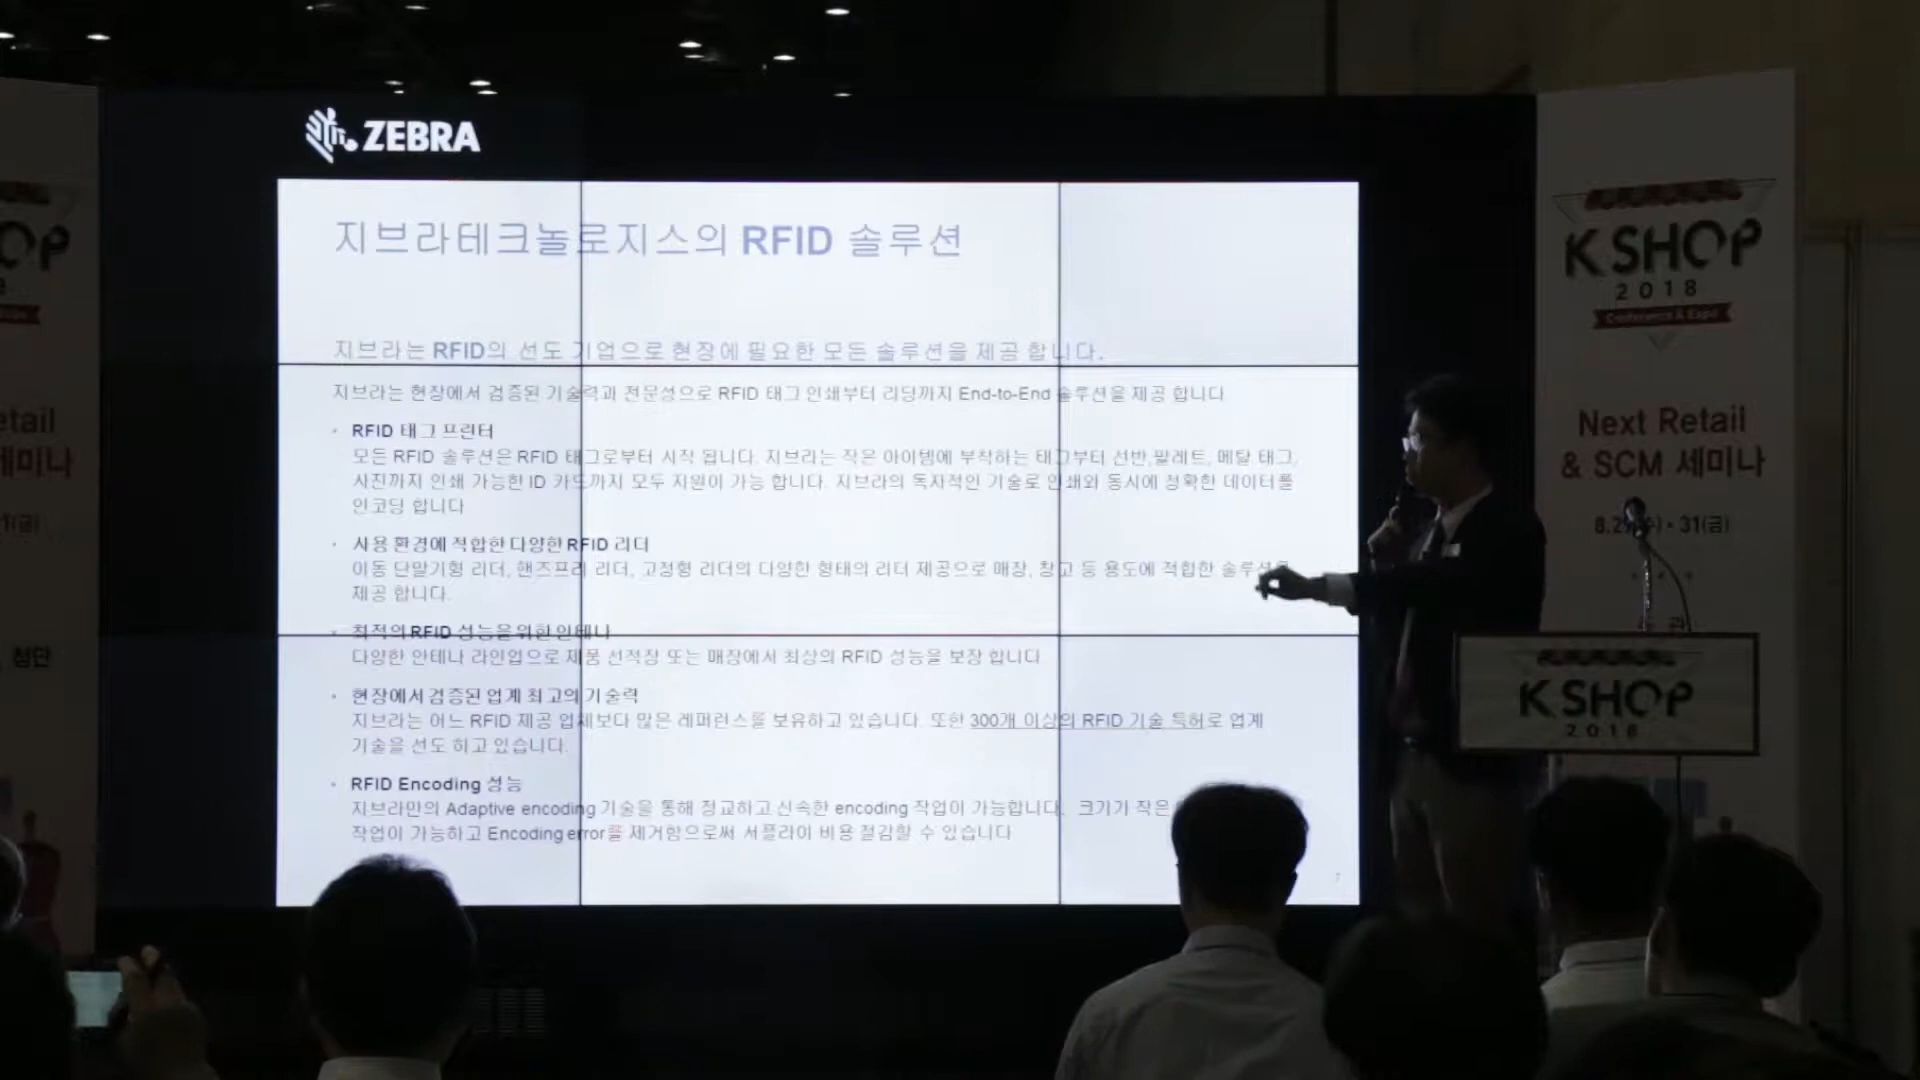 ZEBRA
지브라테크놀로지스의 RFID 솔루션
지브라는 RFID의 선도 기업으로 현장에 필요한 모든 솔루션을 제공 합니다.
지브라는 현장에서 검증된 기술력과 전문성으로 RFID 태그 인쇄부터 리딩까지 End-to-End 솔루션을 제공 합니다
• RFID 태그 프린터
모든 RFID 솔루션은 RFID 태그로부터 시작 됩니다. 지브라는 작은 아이템에 부착하는 태그부터 선반,팔레트, 메탈 태그,
사진까지 인쇄 가능한 ID 카드까지 모두 지원이 가능 합니다. 지브라의 독자적인 기술로 인쇄와 동시에 정확한 데이터를
인코딩 합니다
• 사용 환경에 적합한 다양한 RFID 리더
이동 단말기형 리더, 핸즈프리 리더, 고정형 리더의 다양한 형태의 리더 제공으로 매장, 창고 등 용도에 적합한 솔루션을
제공 합니다.
• 최적의 RFID 성능을 위한 안테나
다양한 안테나 라인업으로 제품 선적장 또는 매장에서 최상의 RFID 성능을 보장 합니다
• 현장에서 검증된 업계 최고의 기술력
지브라는 어느 RFID 제공 업체보다 많은 레퍼런스를 보유하고 있습니다. 또한 300개 이상의 RFID 기술 특허로 업계
기술을 선도 하고 있습니다.
• RFID Encoding 성능
지브라만의 Adaptive encoding 기술을 통해 정교하고 신속한 encoding 작업이 가능합니다. 크기기 작은
작업이 가능하고 Encoding error를 제거함으로써 서플라이 비용 절감할 수 있습니다
7
K SHOP
2018
Conference & Expo
Next Retail
& SCM 세미나
8.2 - 31(금)
K SHOP
2018
OP
etail
세미나
1(금)
첨단